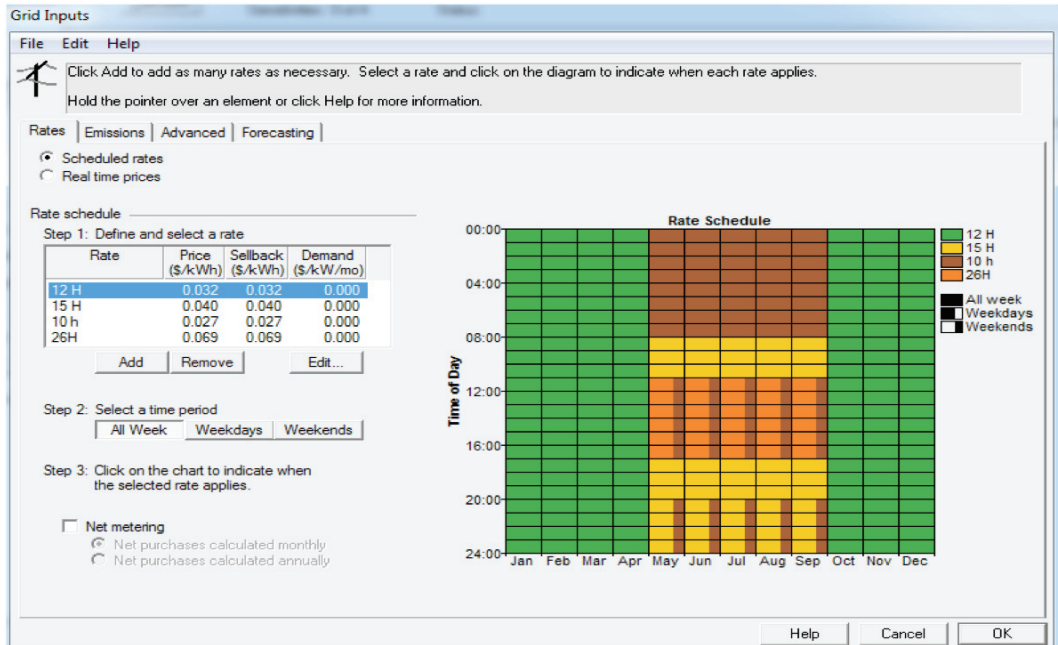 Grid Inputs
File Edit Help
Click Add to add as many rates as necessary. Select a rate and click on the diagram to indicate when each rate applies.
Hold the pointer over an element or click Help for more information.
Rates Emissions Advanced Forecasting
Scheduled rates
Real time prices
Rate schedule
Step 1: Define and select a rate
Rate Price Sellback Demand
($/kWh) ($/kWh) ($/kW/mo)
12 H 0.032 0.032 0.000
15 H 0.040 0.040 0.000
10 h 0.027 0.027 0.000
26H 0.069 0.069 0.000
Add Remove Edit...
Step 2: Select a time period
All Week Weekdays Weekends
Step 3: Click on the chart to indicate when
the selected rate applies.
Net metering
Net purchases calculated monthly
Net purchases calculated annually
Rate Schedule
Time of Day
00:00
04:00
08:00
12:00
16:00
20:00
24:00
Jan Feb Mar Apr May Jun Jul Aug Sep Oct Nov Dec
12 H
15 H
10 h
26H
All week
Weekdays
Weekends
Help Cancel OK